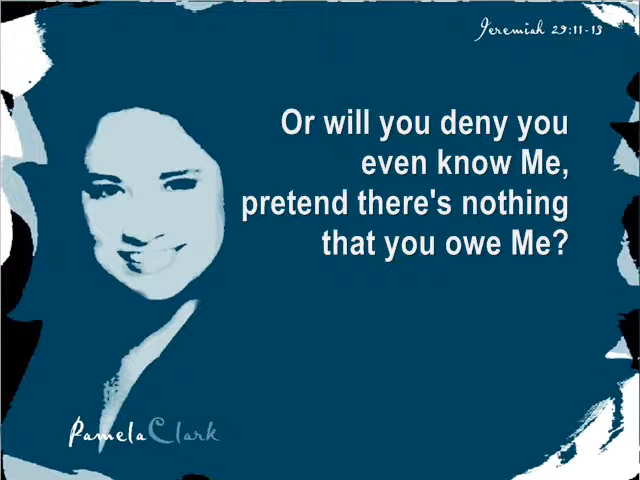 Jeremiah 29:11-13
Or will you deny you
even know Me,
pretend there's nothing
that you owe Me?
PamelaClark